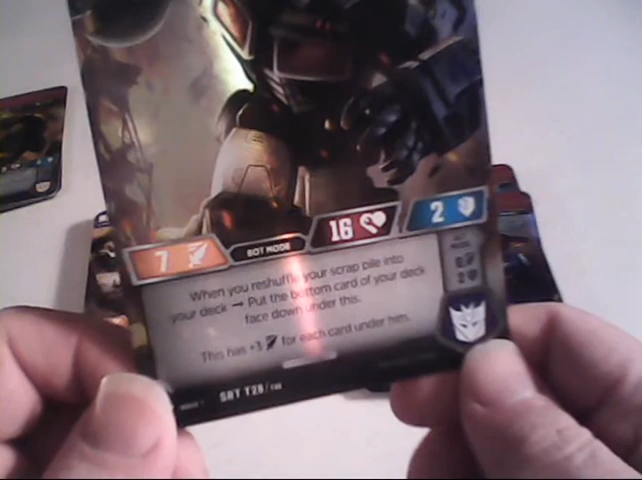 7
BOT MODE
16
2
When you reshuffle your scrap pile into
your deck → Put the bottom card of your deck
face down under this.
This has +3 for each card under him.